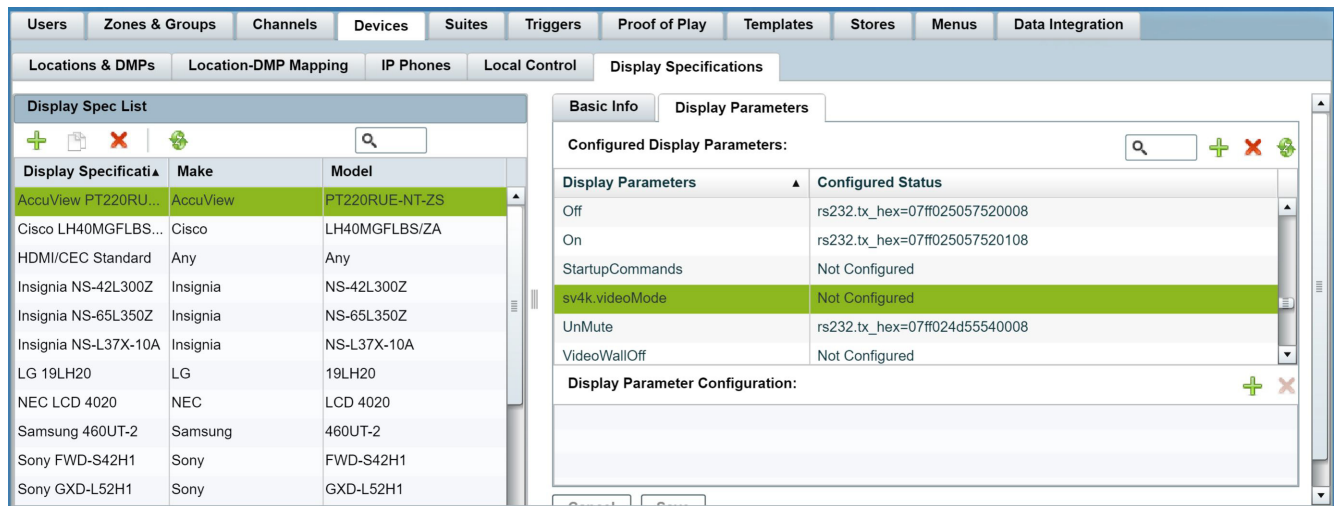 Users Zones & Groups Channels Devices Suites Triggers Proof of Play Templates Stores Menus Data Integration
Locations & DMPs Location-DMP Mapping IP Phones Local Control Display Specifications
Display Spec List
Display Specificati Make Model
AccuView PT220RU... AccuView PT220RUE-NT-ZS
Cisco LH40MGFLBS... Cisco LH40MGFLBS/ZA
HDMI/CEC Standard Any Any
Insignia NS-42L300Z Insignia NS-42L300Z
Insignia NS-65L350Z Insignia NS-65L350Z
Insignia NS-L37X-10A Insignia NS-L37X-10A
LG 19LH20 LG 19LH20
NEC LCD 4020 NEC LCD 4020
Samsung 460UT-2 Samsung 460UT-2
Sony FWD-S42H1 Sony FWD-S42H1
Sony GXD-L52H1 Sony GXD-L52H1
Basic Info Display Parameters
Configured Display Parameters:
Display Parameters Configured Status
Off rs232.tx_hex=07ff025057520008
On rs232.tx_hex=07ff025057520108
StartupCommands Not Configured
sv4k.videoMode Not Configured
UnMute rs232.tx_hex=07ff024d55540008
VideoWallOff Not Configured
Display Parameter Configuration: